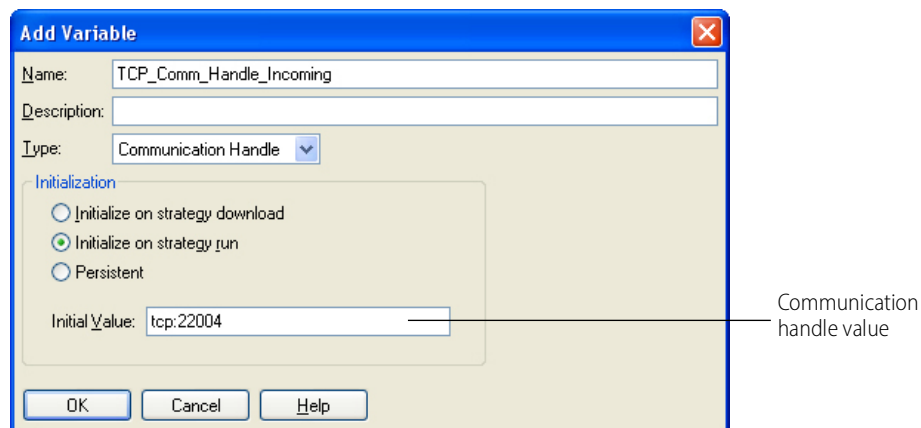 Add Variable
Name: TCP_Comm_Handle_Incoming
Description:
Type: Communication Handle
Initialization
Initialize on strategy download
Initialize on strategy run
Persistent
Initial Value: tcp:22004
Communication
handle value
OK Cancel Help